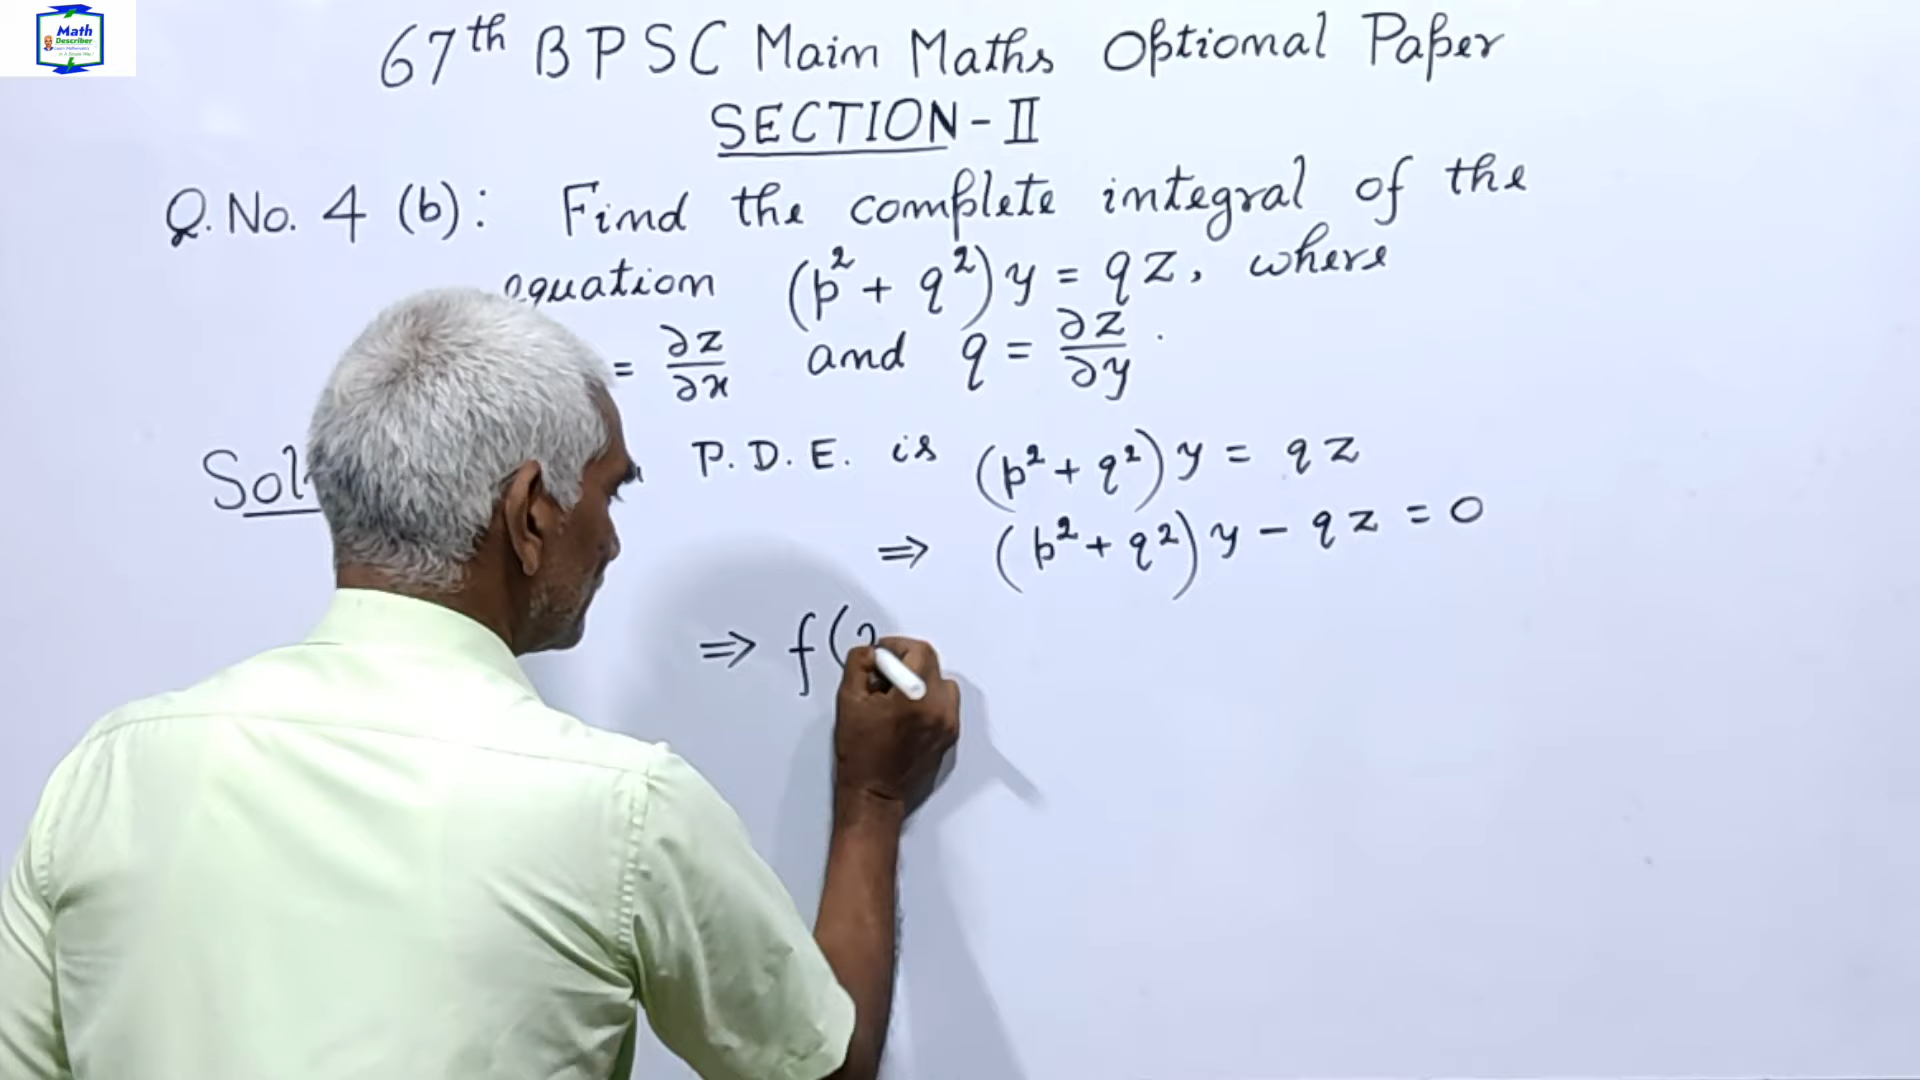 Math
Describer
67th BPSC Main Maths Optional Paper
SECTION-II
Q. No. 4 (b): Find the complete integral of the
equation (p² + q²)y = qz, where
= ∂z/∂x and q = ∂z/∂y .
Sol P.D.E. is (p² + q²)y = qz
⇒ (p² + q²)y - qz = 0
⇒ f(